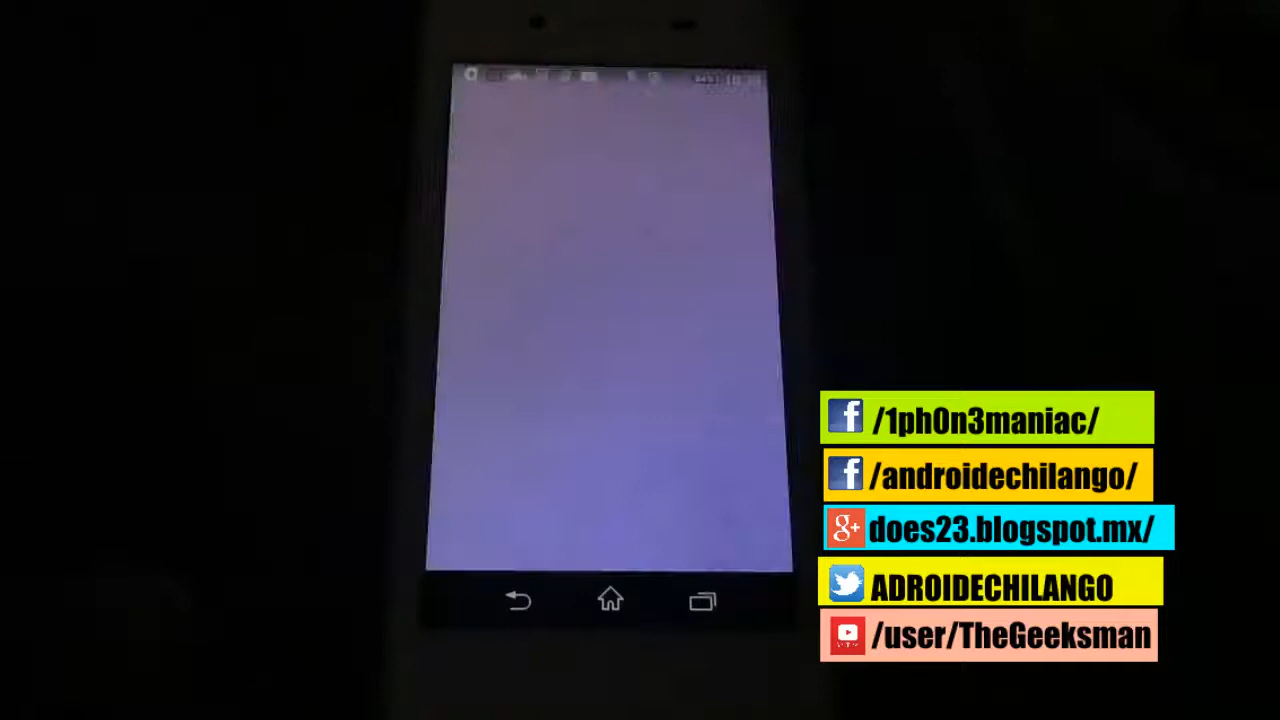 /1ph0n3maniac/
/androidechilango/
does23.blogspot.mx/
ADROIDECHILANGO
/user/TheGeeksman